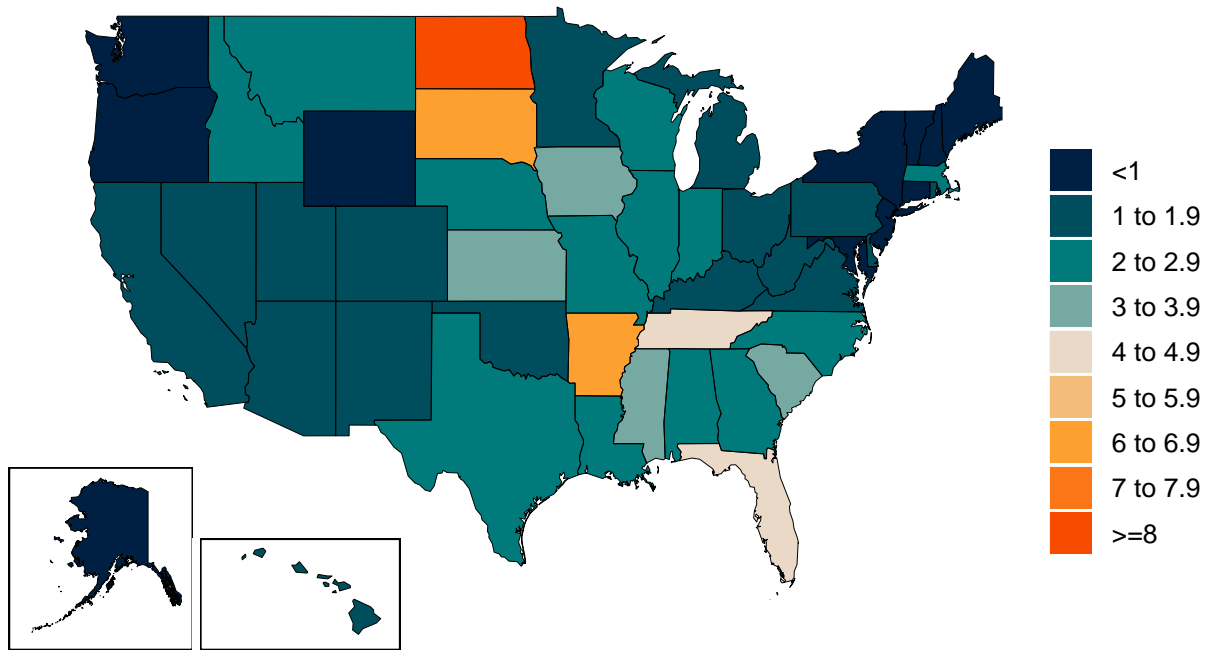 <1
1 to 1.9
2 to 2.9
3 to 3.9
4 to 4.9
5 to 5.9
6 to 6.9
7 to 7.9
>=8